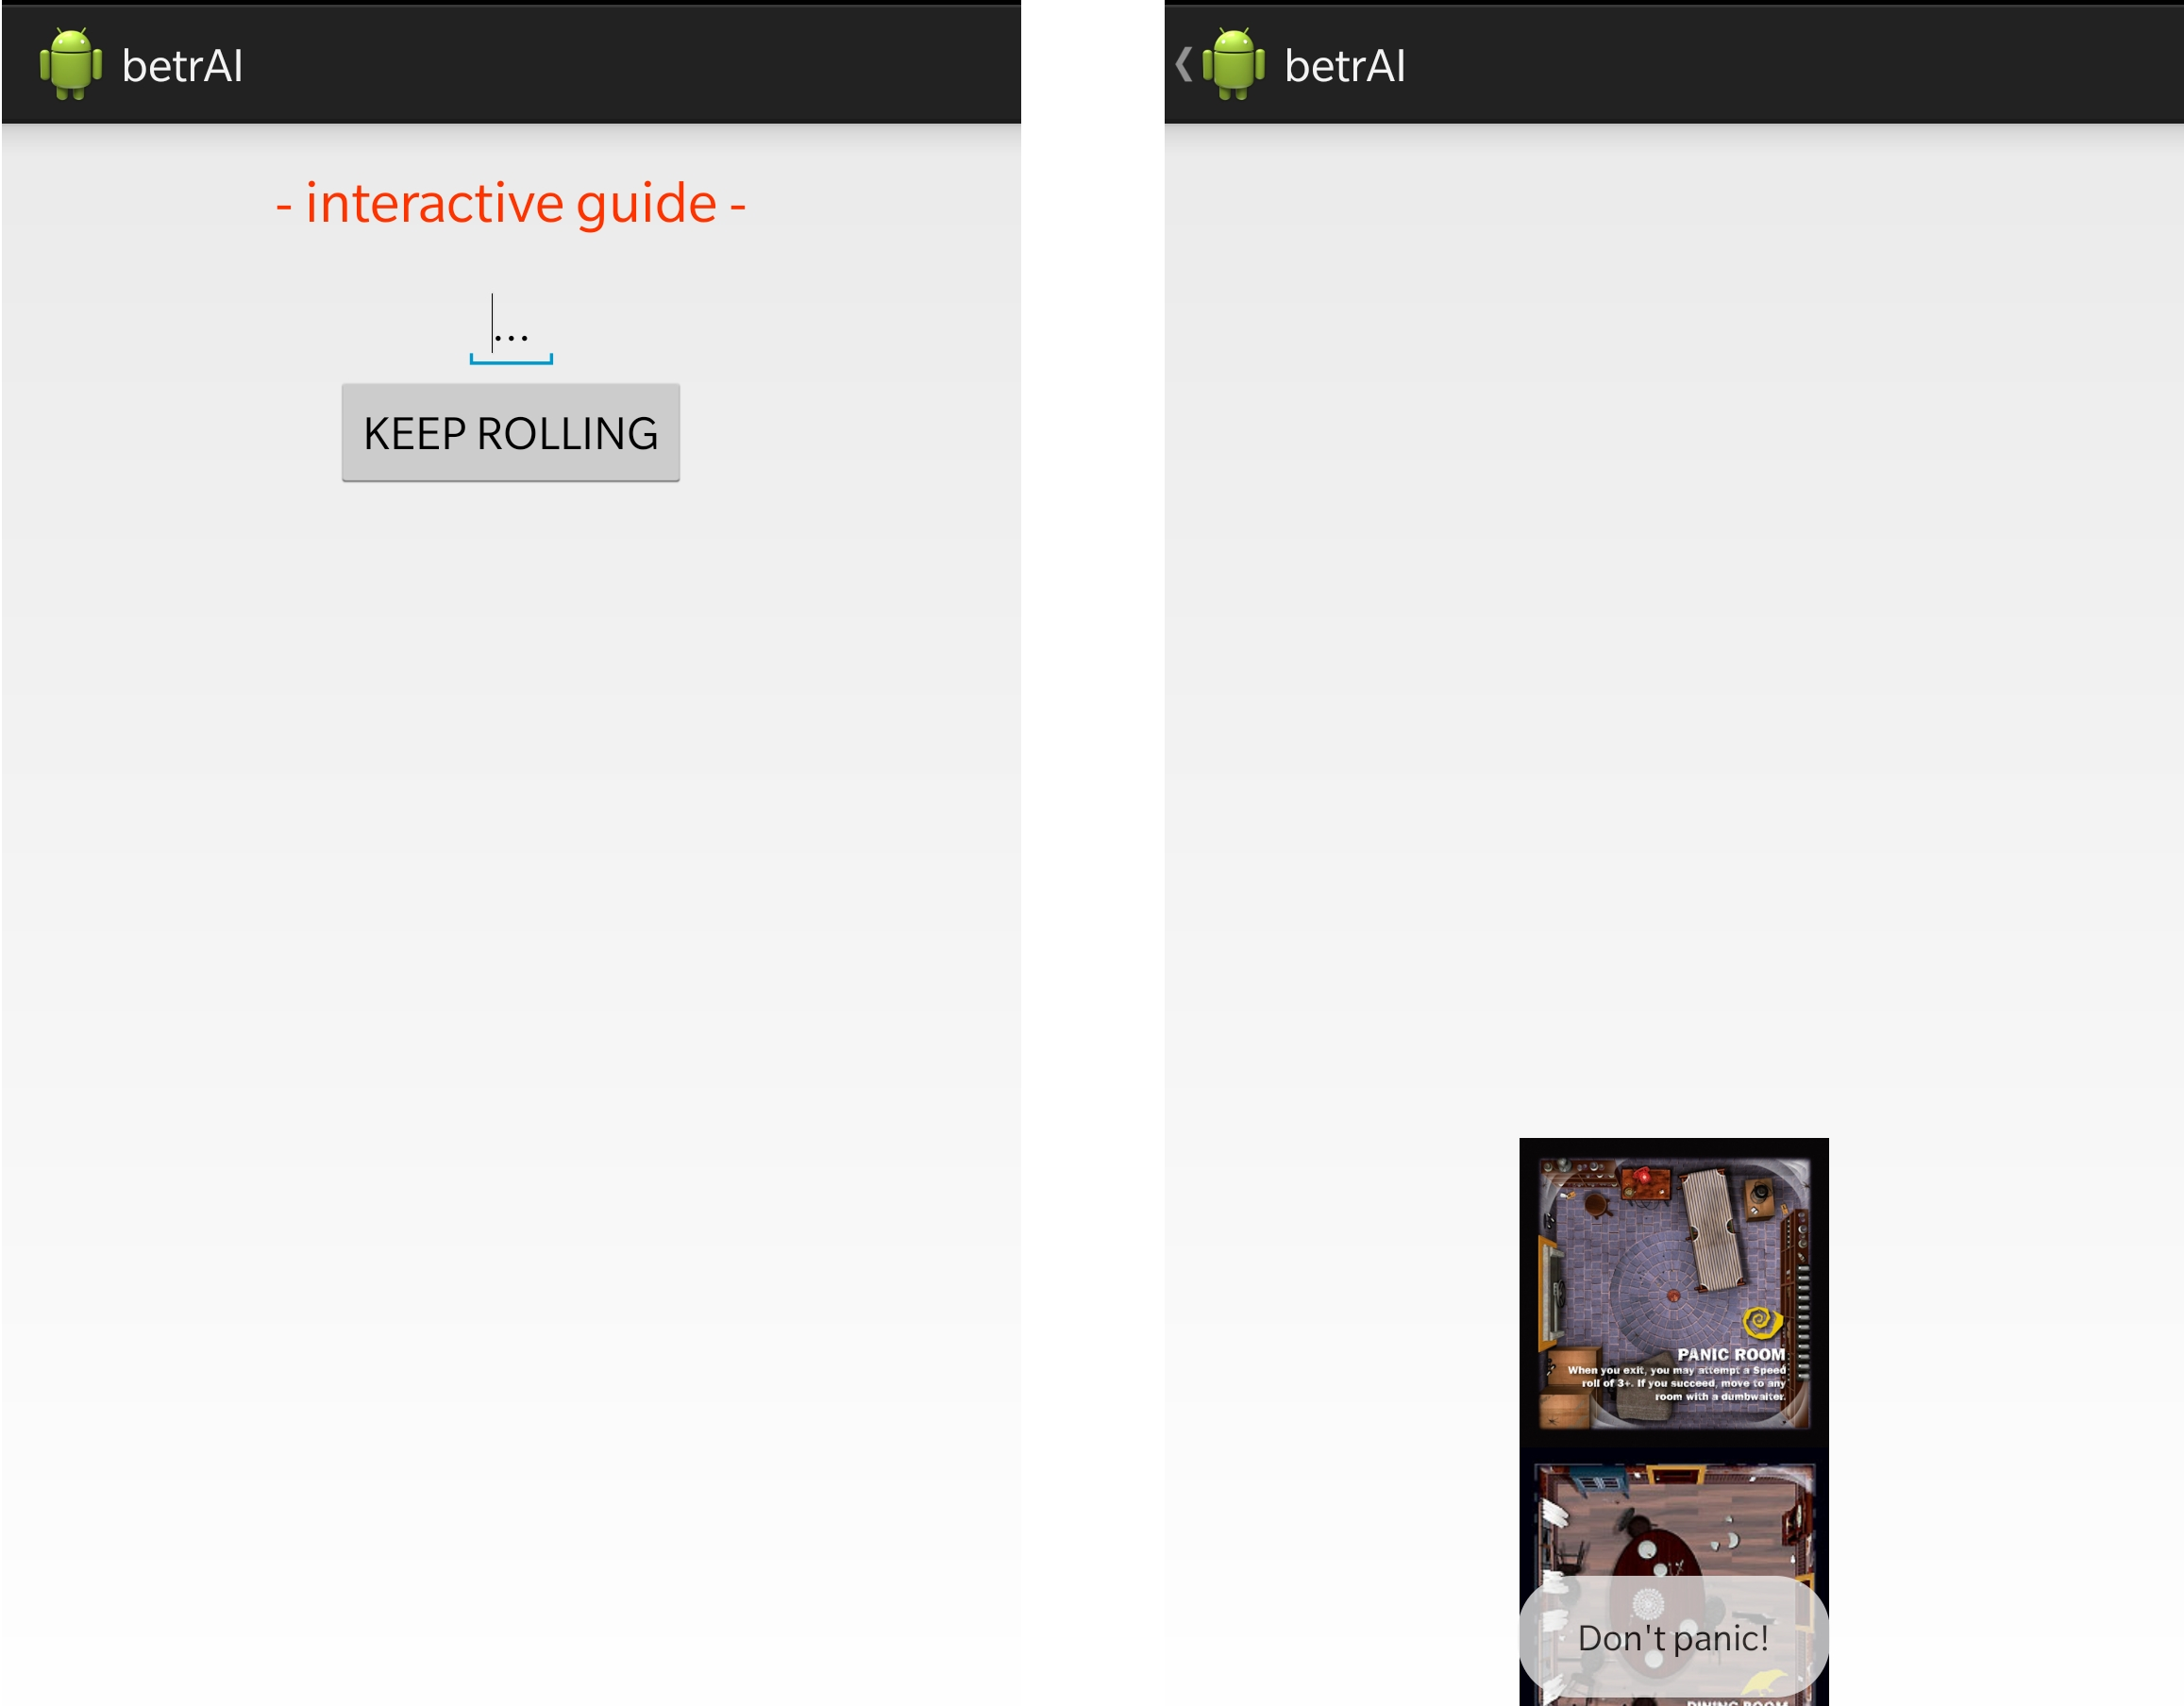 betrAI
- interactive guide -
...
KEEP ROLLING
betrAI
PANIC ROOM
When you exit, you may attempt a Speed
roll of 3+. If you succeed, move to any
room with a dumbwaiter.
Don't panic!
DINING ROOM